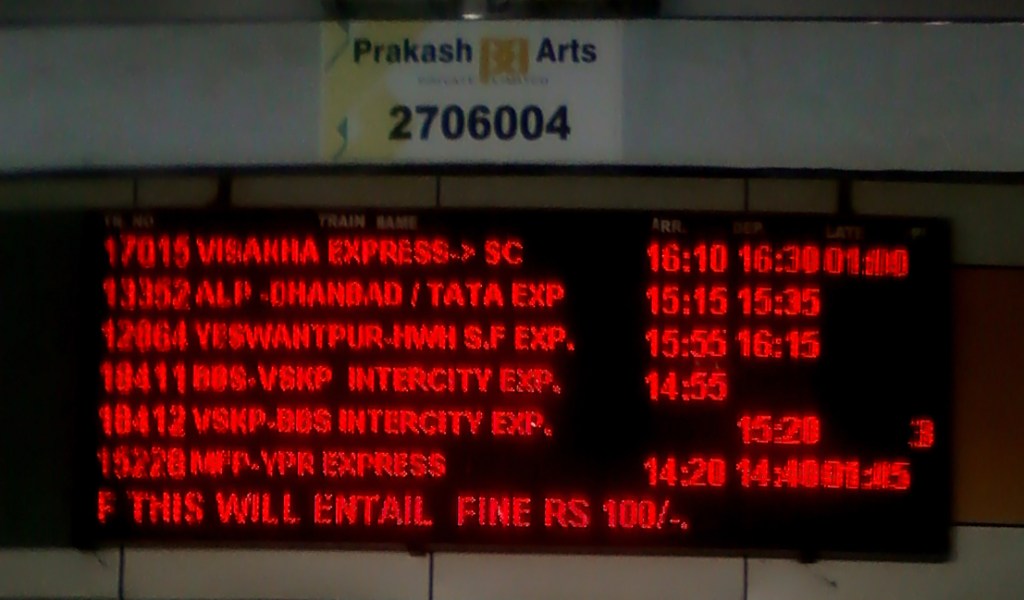 Prakash Arts
PRIVATE LIMITED
2706004
TR. NO TRAIN NAME ARR. DEP LATE PF
17015 VISAKHA EXPRESS-> SC 16:10 16:30 01:00
13352 ALP -DHANBAD / TATA EXP 15:15 15:35
12864 YESWANTPUR-HWH S.F EXP. 15:55 16:15
18411 BBS-VSKP INTERCITY EXP. 14:55
18412 VSKP-BBS INTERCITY EXP. 15:20 3
15228 MFP-YPR EXPRESS 14:20 14:40 01:45
F THIS WILL ENTAIL FINE RS 100/-.